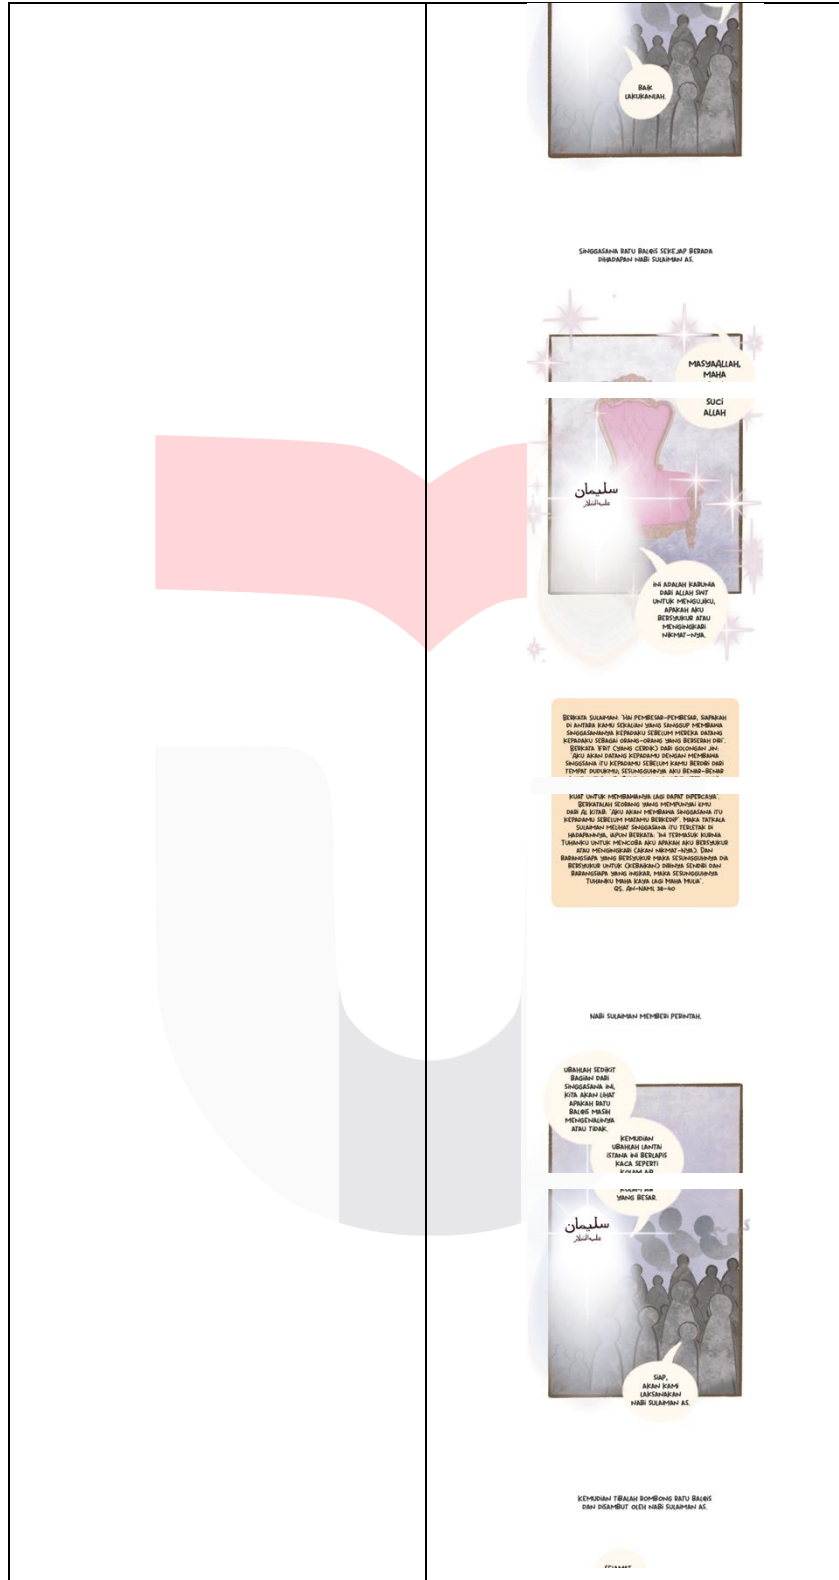 BAIK
LAKUKANLAH.
SINGGASANA RATU BALQIS SEKEJAP BERADA
DIHADAPAN NABI SULAIMAN AS.
MASYAALLAH,
MAHA
SUCI
ALLAH
سليمان
عليه السلام
INI ADALAH KARUNIA
DARI ALLAH SWT
UNTUK MENGUJIKU,
APAKAH AKU
BERSYUKUR ATAU
MENGINGKARI
NIKMAT-NYA.
BERKATA SULAIMAN: "HAI PEMBESAR-PEMBESAR, SIAPAKAH
DI ANTARA KAMU SEKALIAN YANG SANGGUP MEMBAWA
SINGGASANANYA KEPADAKU SEBELUM MEREKA DATANG
KEPADAKU SEBAGAI ORANG-ORANG YANG BERSERAH DIRI".
BERKATA 'IFRIT (YANG CERDIK) DARI GOLONGAN JIN:
"AKU AKAN DATANG KEPADAMU DENGAN MEMBAWA
SINGGSANA ITU KEPADAMU SEBELUM KAMU BERDIRI DARI
TEMPAT DUDUKMU; SESUNGGUHNYA AKU BENAR-BENAR
KUAT UNTUK MEMBAWANYA LAGI DAPAT DIPERCAYA".
BERKATALAH SEORANG YANG MEMPUNYAI ILMU
DARI AL KITAB: "AKU AKAN MEMBAWA SINGGASANA ITU
KEPADAMU SEBELUM MATAMU BERKEDIP". MAKA TATKALA
SULAIMAN MELIHAT SINGGASANA ITU TERLETAK DI
HADAPANNYA, IAPUN BERKATA: "INI TERMASUK KURNIA
TUHANKU UNTUK MENCOBA AKU APAKAH AKU BERSYUKUR
ATAU MENGINGKARI (AKAN NIKMAT-NYA). DAN
BARANGSIAPA YANG BERSYUKUR MAKA SESUNGGUHNYA DIA
BERSYUKUR UNTUK (KEBAIKAN) DIRINYA SENDIRI DAN
BARANGSIAPA YANG INGKAR, MAKA SESUNGGUHNYA
TUHANKU MAHA KAYA LAGI MAHA MULIA".
QS. AN-NAML 38-40
NABI SULAIMAN MEMBERI PERINTAH.
UBAHLAH SEDIKIT
BAGIAN DARI
SINGGASANA INI,
KITA AKAN LIHAT
APAKAH RATU
BALQIS MASIH
MENGENALINYA
ATAU TIDAK.
KEMUDIAN
UBAHLAH LANTAI
ISTANA INI BERLAPIS
KACA SEPERTI
KOLAM AIR
YANG BESAR.
سليمان
عليه السلام
SIAP,
AKAN KAMI
LAKSANAKAN
NABI SULAIMAN AS.
KEMUDIAN TIBALAH ROMBONG RATU BALQIS
DAN DISAMBUT OLEH NABI SULAIMAN AS.